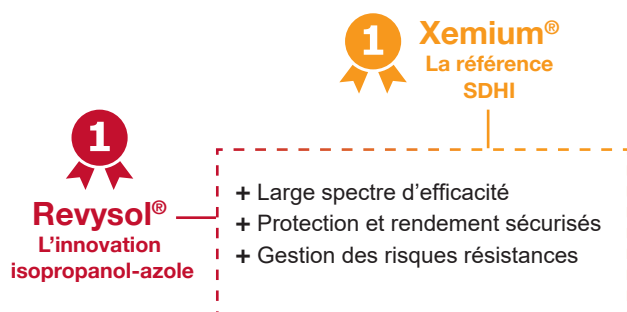 1
Xemium®
La référence
SDHI
1
Revysol®
L'innovation
isopropanol-azole
+ Large spectre d'efficacité
+ Protection et rendement sécurisés
+ Gestion des risques résistances